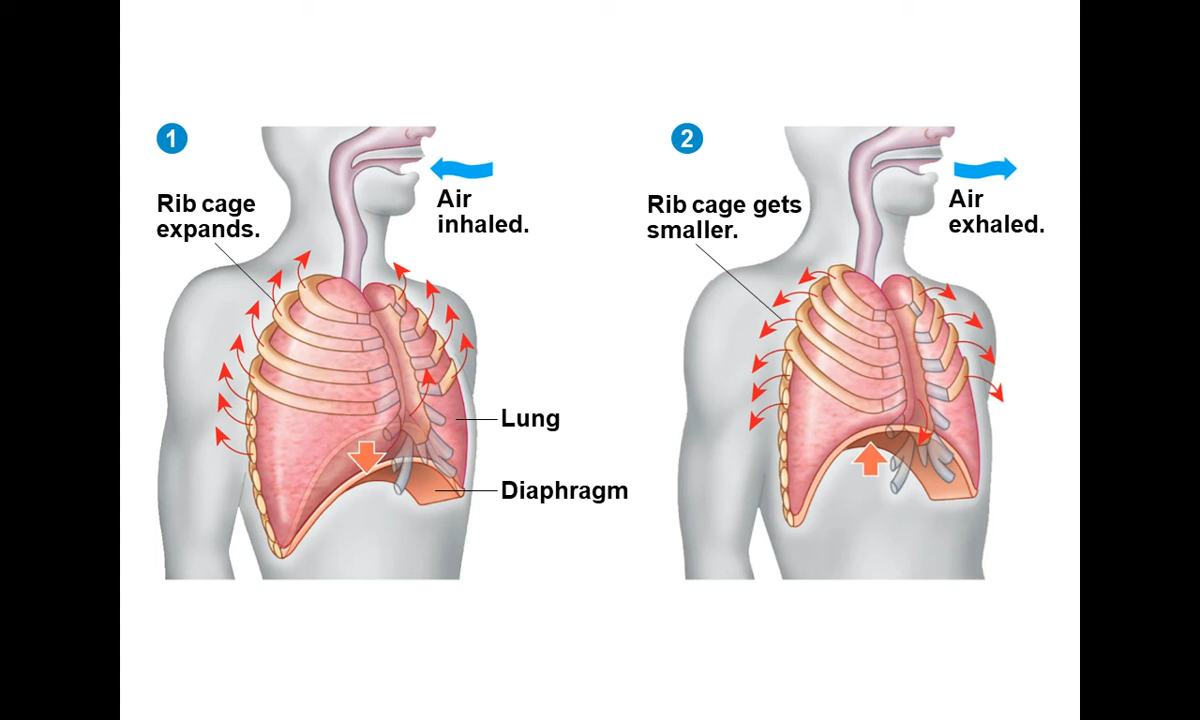 1
Rib cage
expands.
Air
inhaled.
Lung
Diaphragm
2
Rib cage gets
smaller.
Air
exhaled.